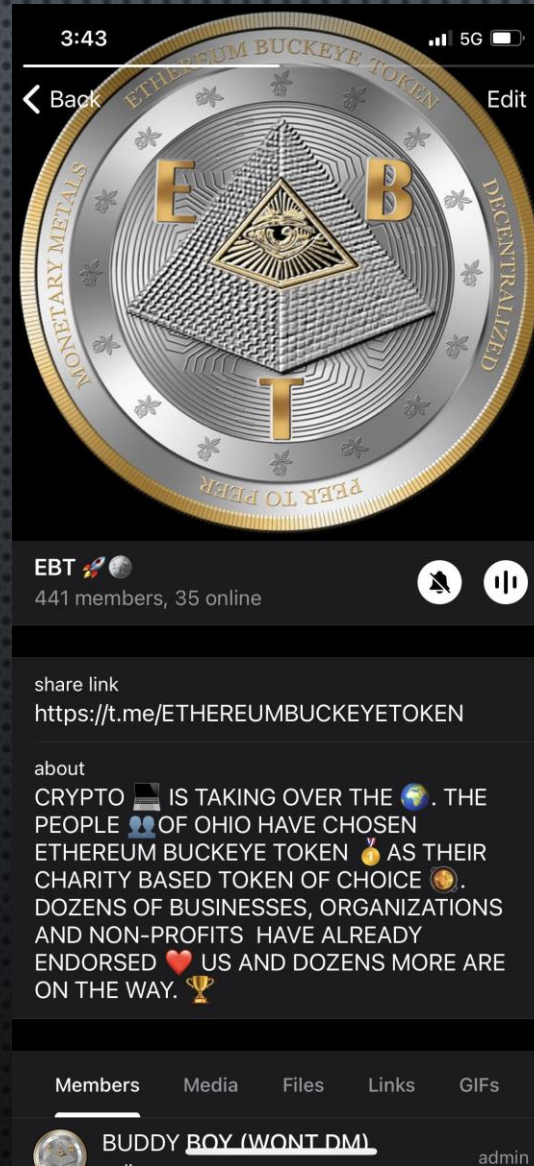 3:43
5G
Back
Edit
ETHEREUM BUCKEYE TOKEN
MONETARY METALS
DECENTRALIZED
PEER TO PEER
E B
T
EBT 🚀🌕
441 members, 35 online
share link
https://t.me/ETHEREUMBUCKEYETOKEN
about
CRYPTO 💻 IS TAKING OVER THE 🌍. THE
PEOPLE 👥OF OHIO HAVE CHOSEN
ETHEREUM BUCKEYE TOKEN 🥇 AS THEIR
CHARITY BASED TOKEN OF CHOICE 🪐.
DOZENS OF BUSINESSES, ORGANIZATIONS
AND NON-PROFITS HAVE ALREADY
ENDORSED ❤️ US AND DOZENS MORE ARE
ON THE WAY. 🏆
Members Media Files Links GIFs
BUDDY BOY (WONT DM)
admin